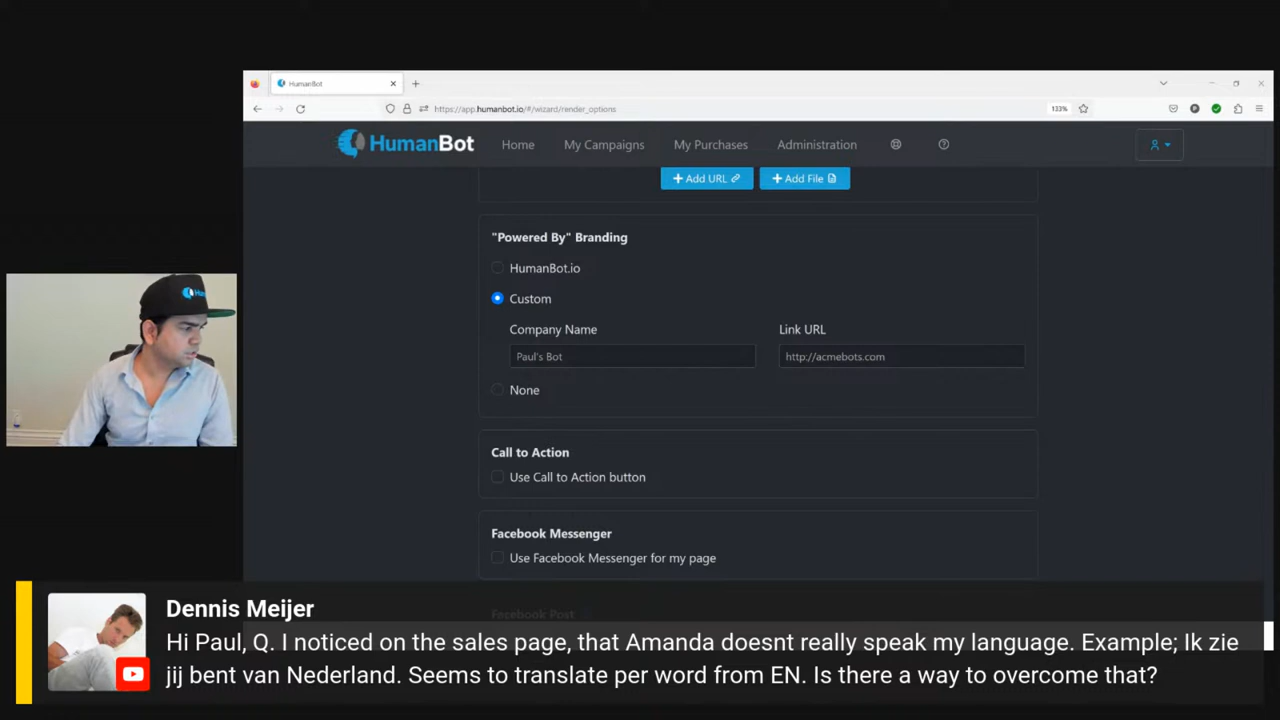 HumanBot
https://app.humanbot.io/#/wizard/render_options
133%
HumanBot
Home
My Campaigns
My Purchases
Administration
+ Add URL
+ Add File
"Powered By" Branding
HumanBot.io
Custom
Company Name
Link URL
Paul's Bot
http://acmebots.com
None
Call to Action
Use Call to Action button
Facebook Messenger
Use Facebook Messenger for my page
Facebook Post
Dennis Meijer
Hi Paul, Q. I noticed on the sales page, that Amanda doesnt really speak my language. Example; Ik zie
jij bent van Nederland. Seems to translate per word from EN. Is there a way to overcome that?